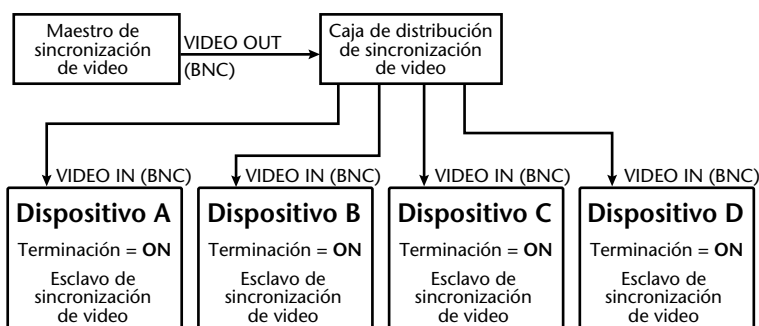 Maestro de
sincronización
de video
VIDEO OUT
(BNC)
Caja de distribución
de sincronización
de video
VIDEO IN (BNC)
VIDEO IN (BNC)
VIDEO IN (BNC)
VIDEO IN (BNC)
Dispositivo A
Terminación = ON
Esclavo de
sincronización
de video
Dispositivo B
Terminación = ON
Esclavo de
sincronización
de video
Dispositivo C
Terminación = ON
Esclavo de
sincronización
de video
Dispositivo D
Terminación = ON
Esclavo de
sincronización
de video